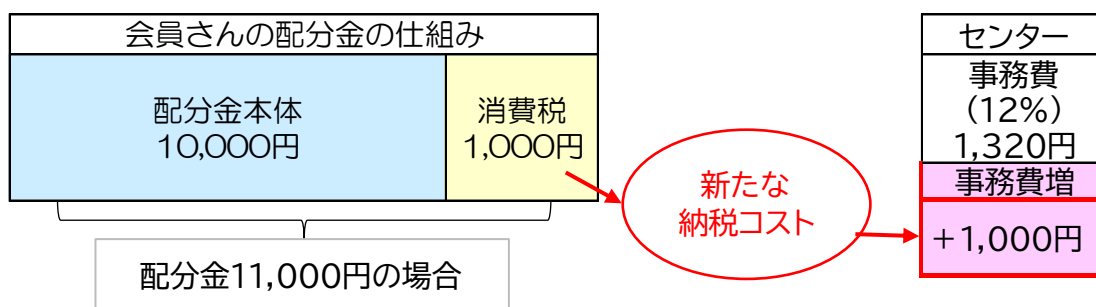 会員さんの配分金の仕組み
配分金本体
10,000円
消費税
1,000円
配分金11,000円の場合
新たな
納税コスト
センター
事務費
(12%)
1,320円
事務費増
+1,000円